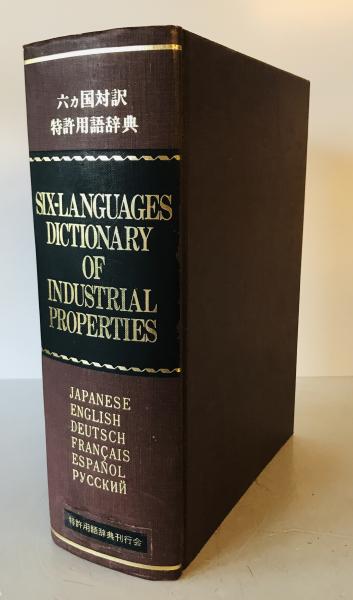 六ヵ国対訳
特許用語辞典
SIX-LANGUAGES
DICTIONARY
OF
INDUSTRIAL
PROPERTIES
JAPANESE
ENGLISH
DEUTSCH
FRANÇAIS
ESPAÑOL
РУССКИЙ
特許用語辞典刊行会